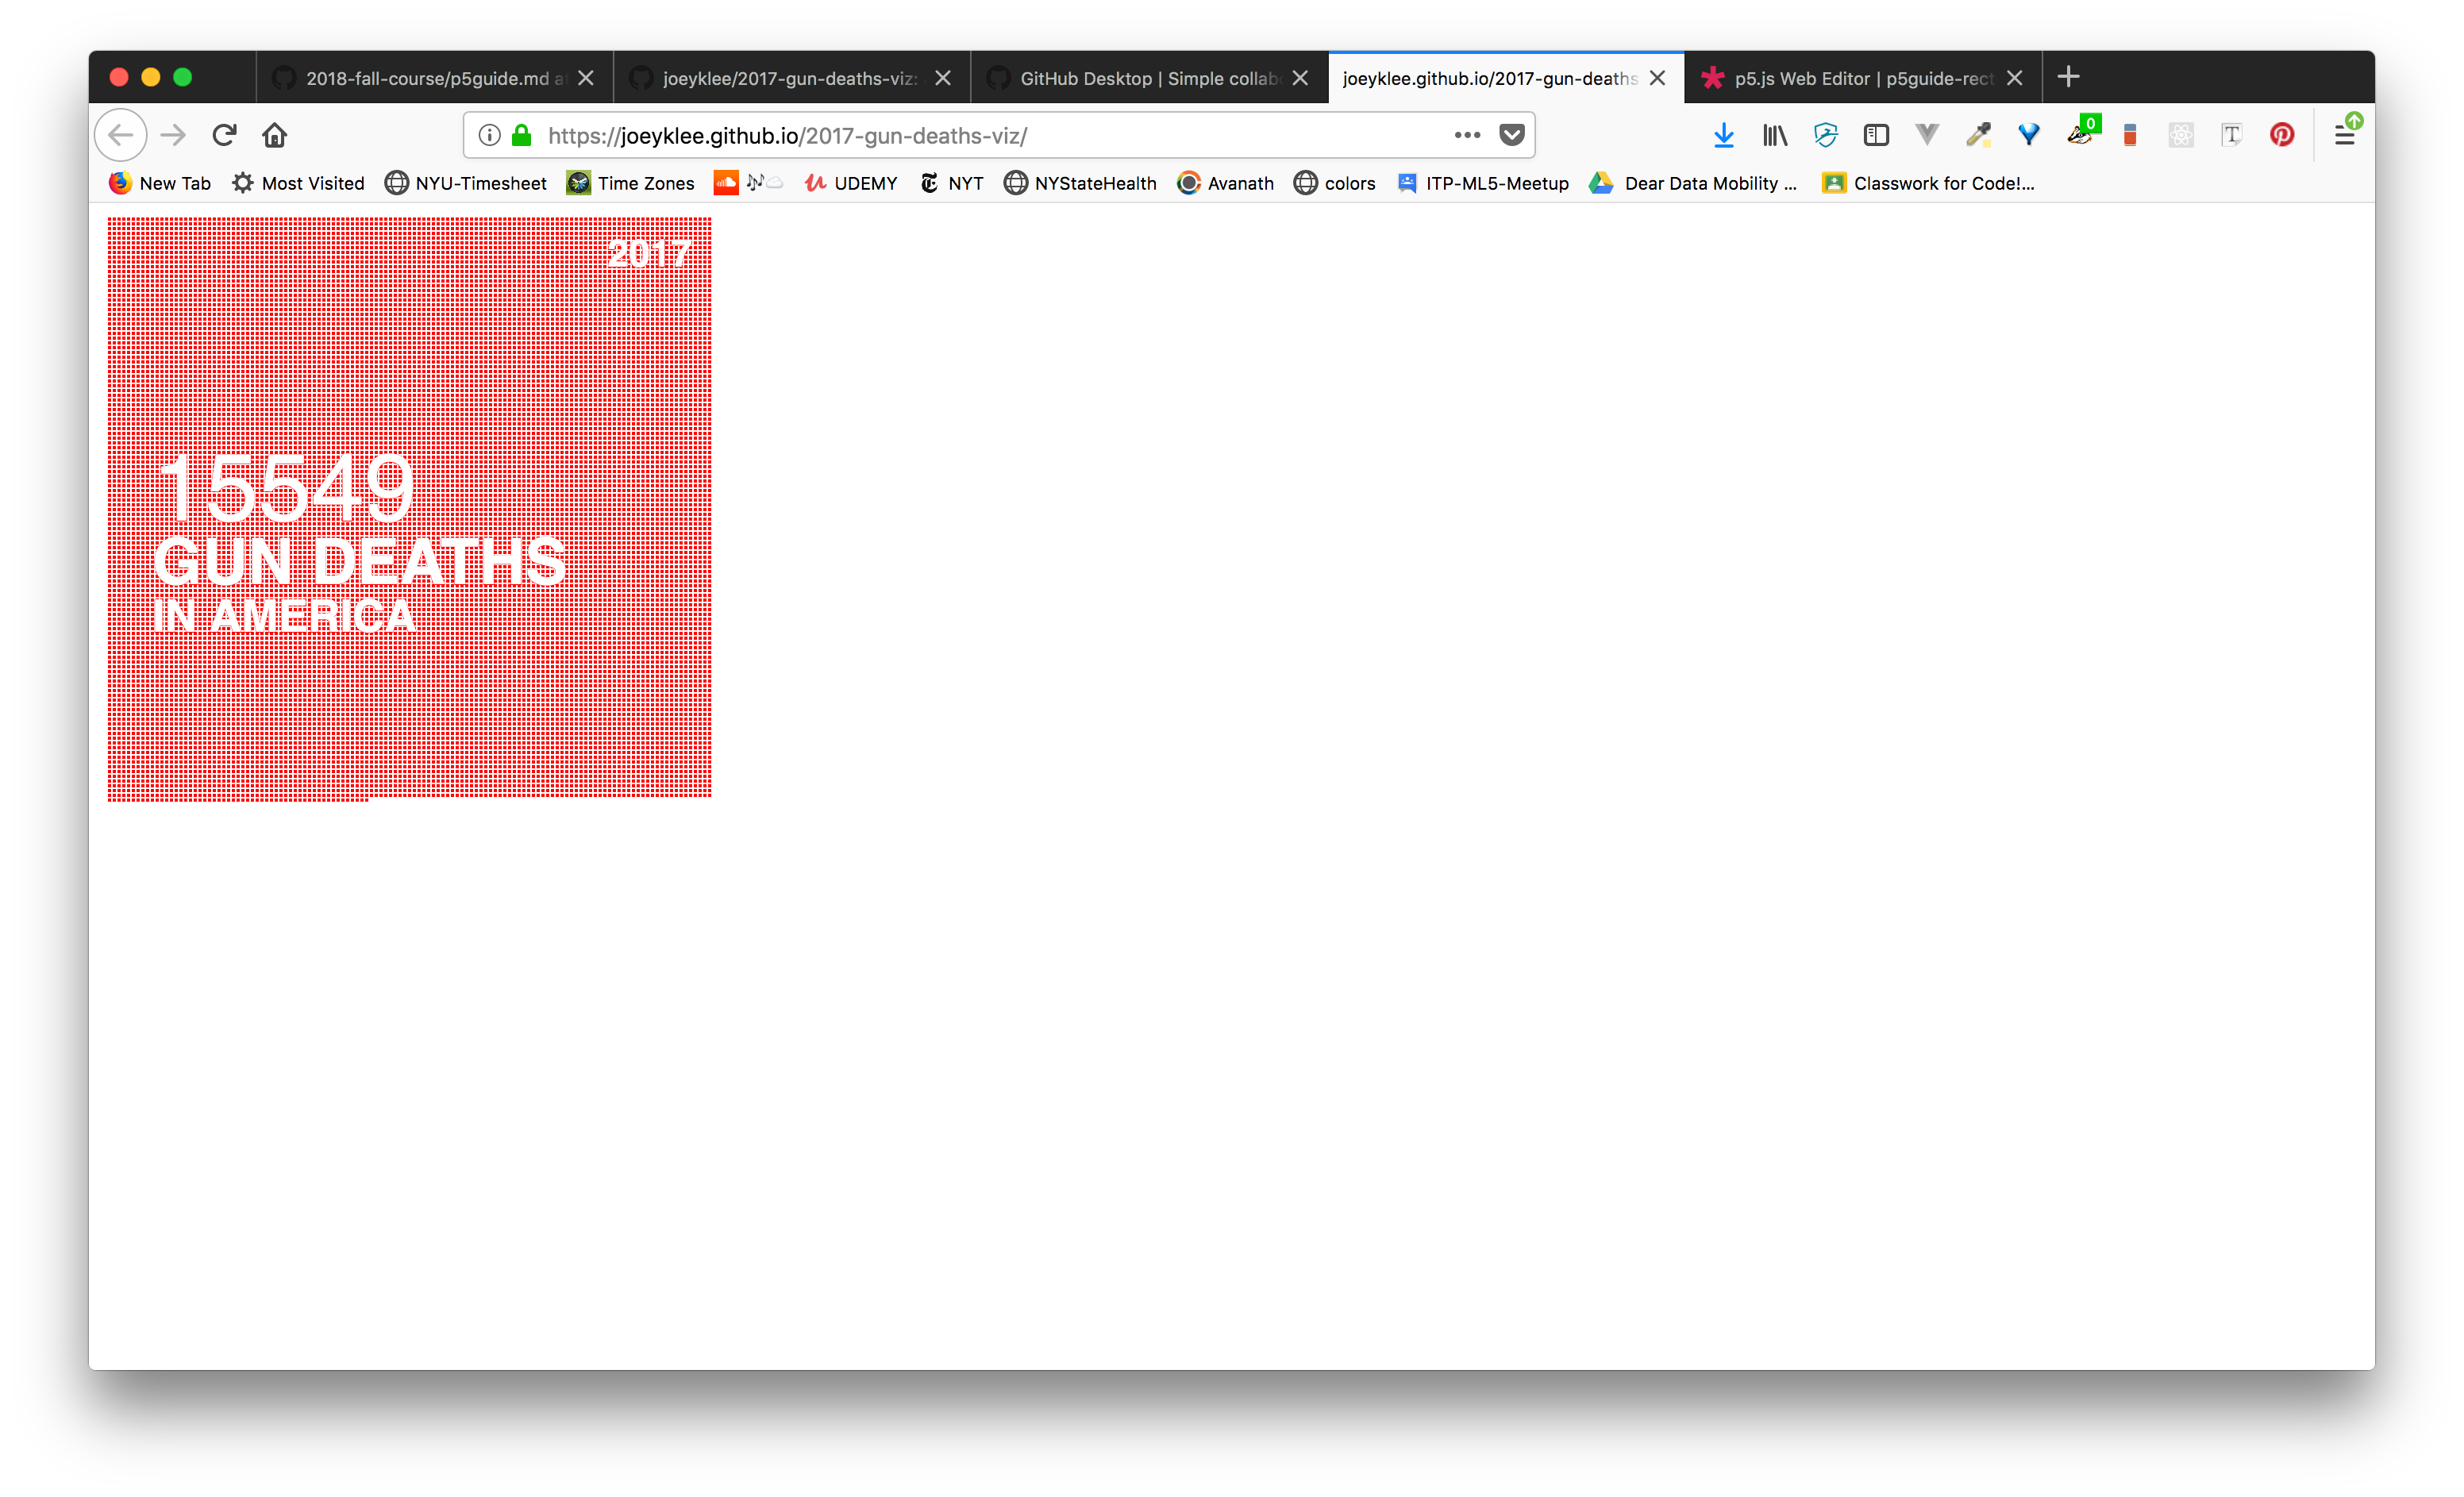 2018-fall-course/p5guide.md at
joeyklee/2017-gun-deaths-viz:
GitHub Desktop | Simple collab
joeyklee.github.io/2017-gun-deaths
p5.js Web Editor | p5guide-rect
https://joeyklee.github.io/2017-gun-deaths-viz/
0
New Tab
Most Visited
NYU-Timesheet
Time Zones
UDEMY
NYT
NYStateHealth
Avanath
colors
ITP-ML5-Meetup
Dear Data Mobility ...
Classwork for Code!...
2017
15549
GUN DEATHS
IN AMERICA